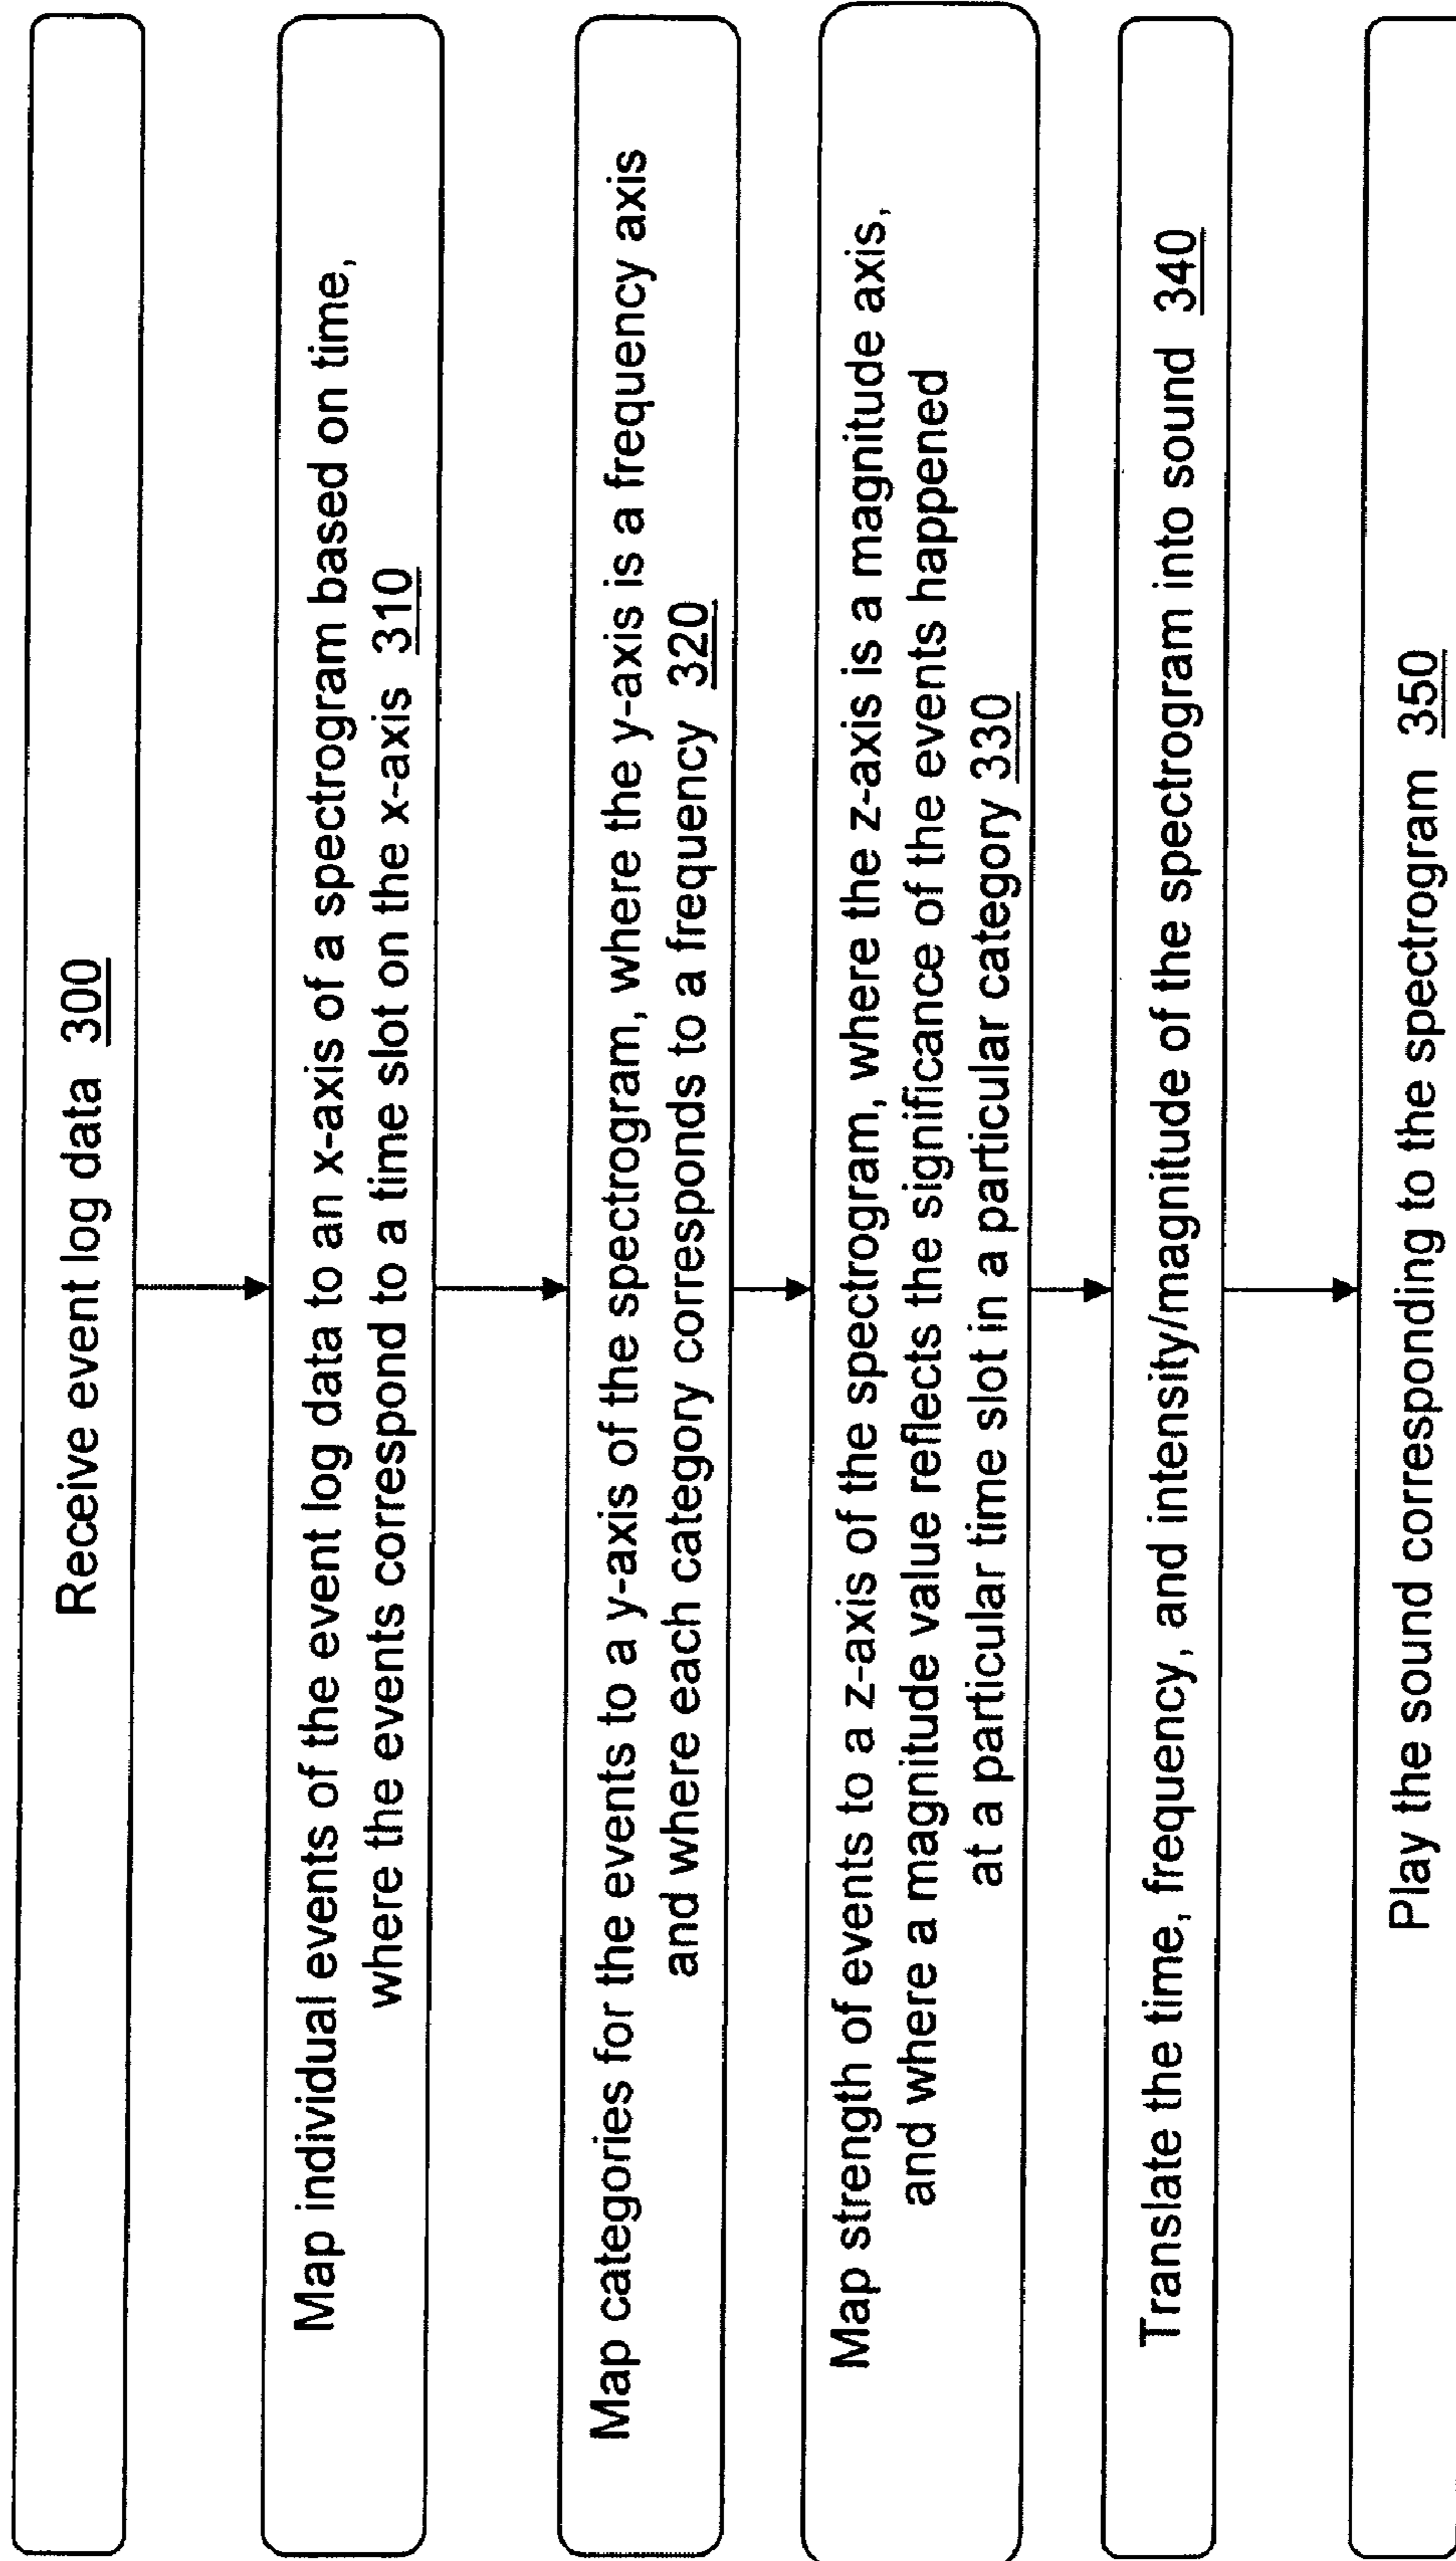 Receive event log data 300
Map individual events of the event log data to an x-axis of a spectrogram based on time,
where the events correspond to a time slot on the x-axis 310
Map categories for the events to a y-axis of the spectrogram, where the y-axis is a frequency axis
and where each category corresponds to a frequency 320
Map strength of events to a z-axis of the spectrogram, where the z-axis is a magnitude axis,
and where a magnitude value reflects the significance of the events happened
at a particular time slot in a particular category 330
Translate the time, frequency, and intensity/magnitude of the spectrogram into sound 340
Play the sound corresponding to the spectrogram 350